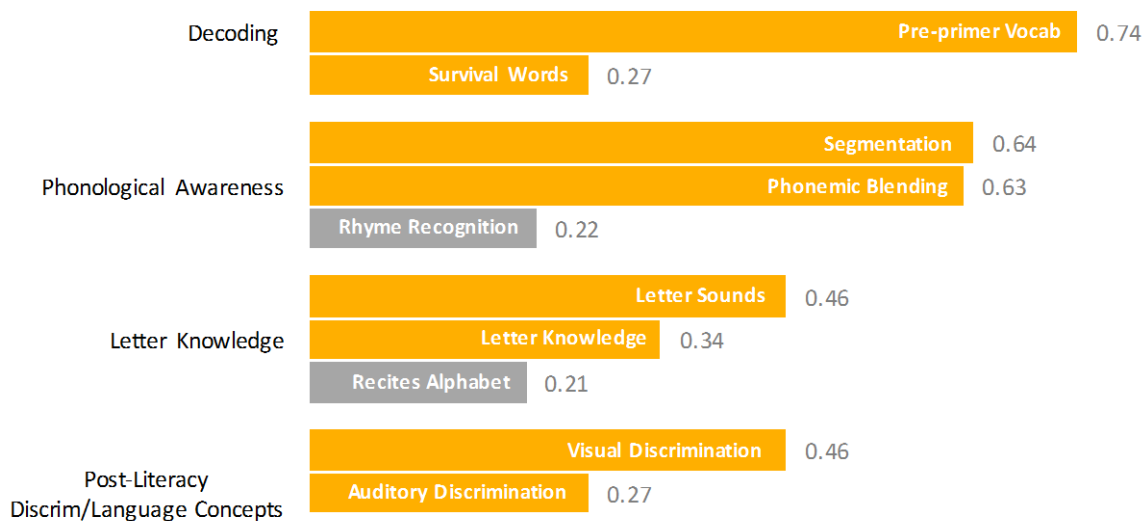 Decoding
Pre-primer Vocab 0.74
Survival Words 0.27
Phonological Awareness
Segmentation 0.64
Phonemic Blending 0.63
Rhyme Recognition 0.22
Letter Knowledge
Letter Sounds 0.46
Letter Knowledge 0.34
Recites Alphabet 0.21
Post-Literacy
Discrim/Language Concepts
Visual Discrimination 0.46
Auditory Discrimination 0.27